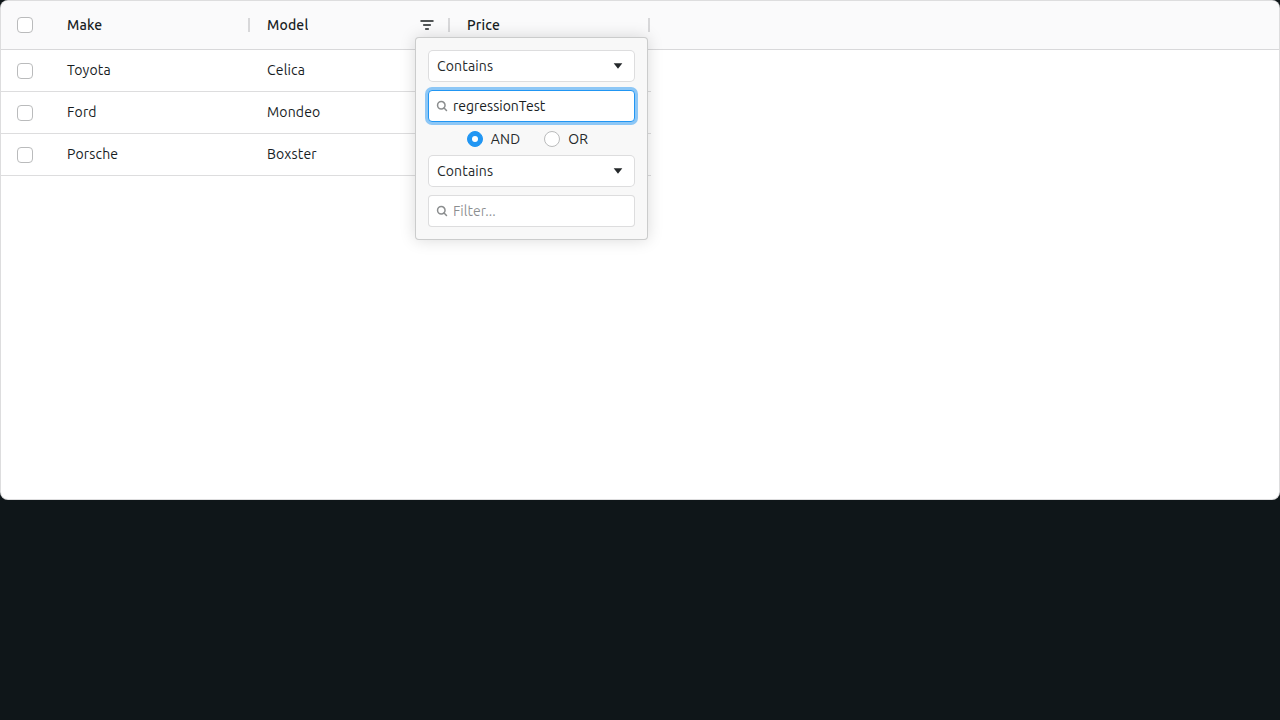 Make Model Price
Toyota Celica
Ford Mondeo
Porsche Boxster
Contains
regressionTest
AND OR
Contains
Filter...